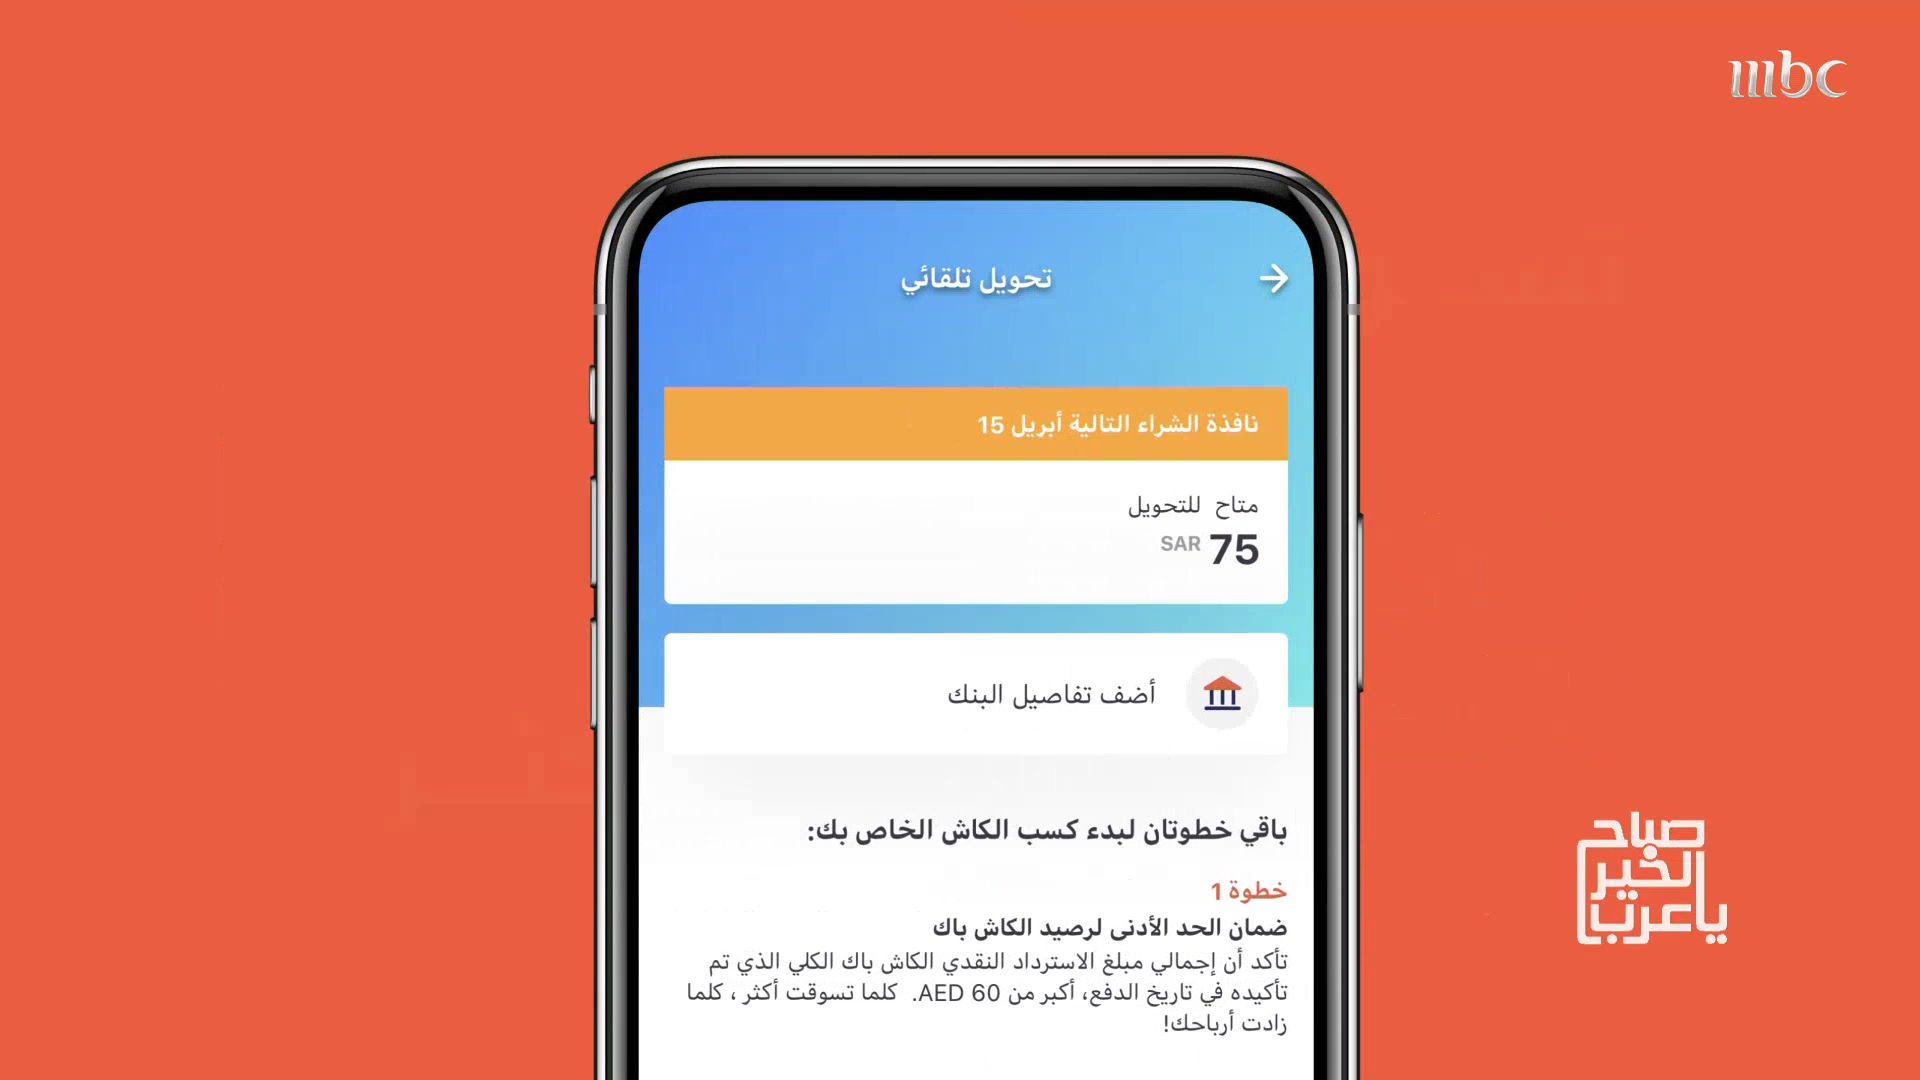 mbc
تحويل تلقائي
نافذة الشراء التالية أبريل 15
متاح للتحويل
75 SAR
أضف تفاصيل البنك
باقي خطوتان لبدء كسب الكاش الخاص بك:
خطوة 1
ضمان الحد الأدنى لرصيد الكاش باك
تأكد أن إجمالي مبلغ الاسترداد النقدي الكاش باك الكلي الذي تم
تأكيده في تاريخ الدفع، أكبر من 60 AED. كلما تسوقت أكثر ، كلما
زادت أرباحك!
صباح
الخير
ياعرب